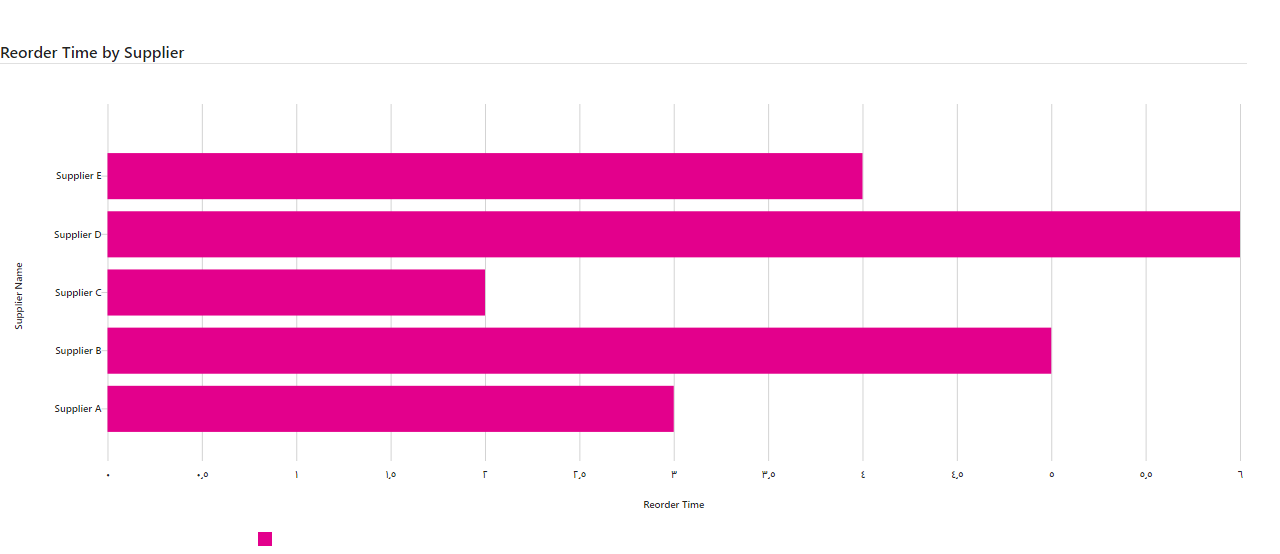 Reorder Time by Supplier
Supplier Name
Supplier E
Supplier D
Supplier C
Supplier B
Supplier A
٠ ٠٫٥ ١ ١٫٥ ٢ ٢٫٥ ٣ ٣٫٥ ٤ ٤٫٥ ٥ ٥٫٥ ٦
Reorder Time